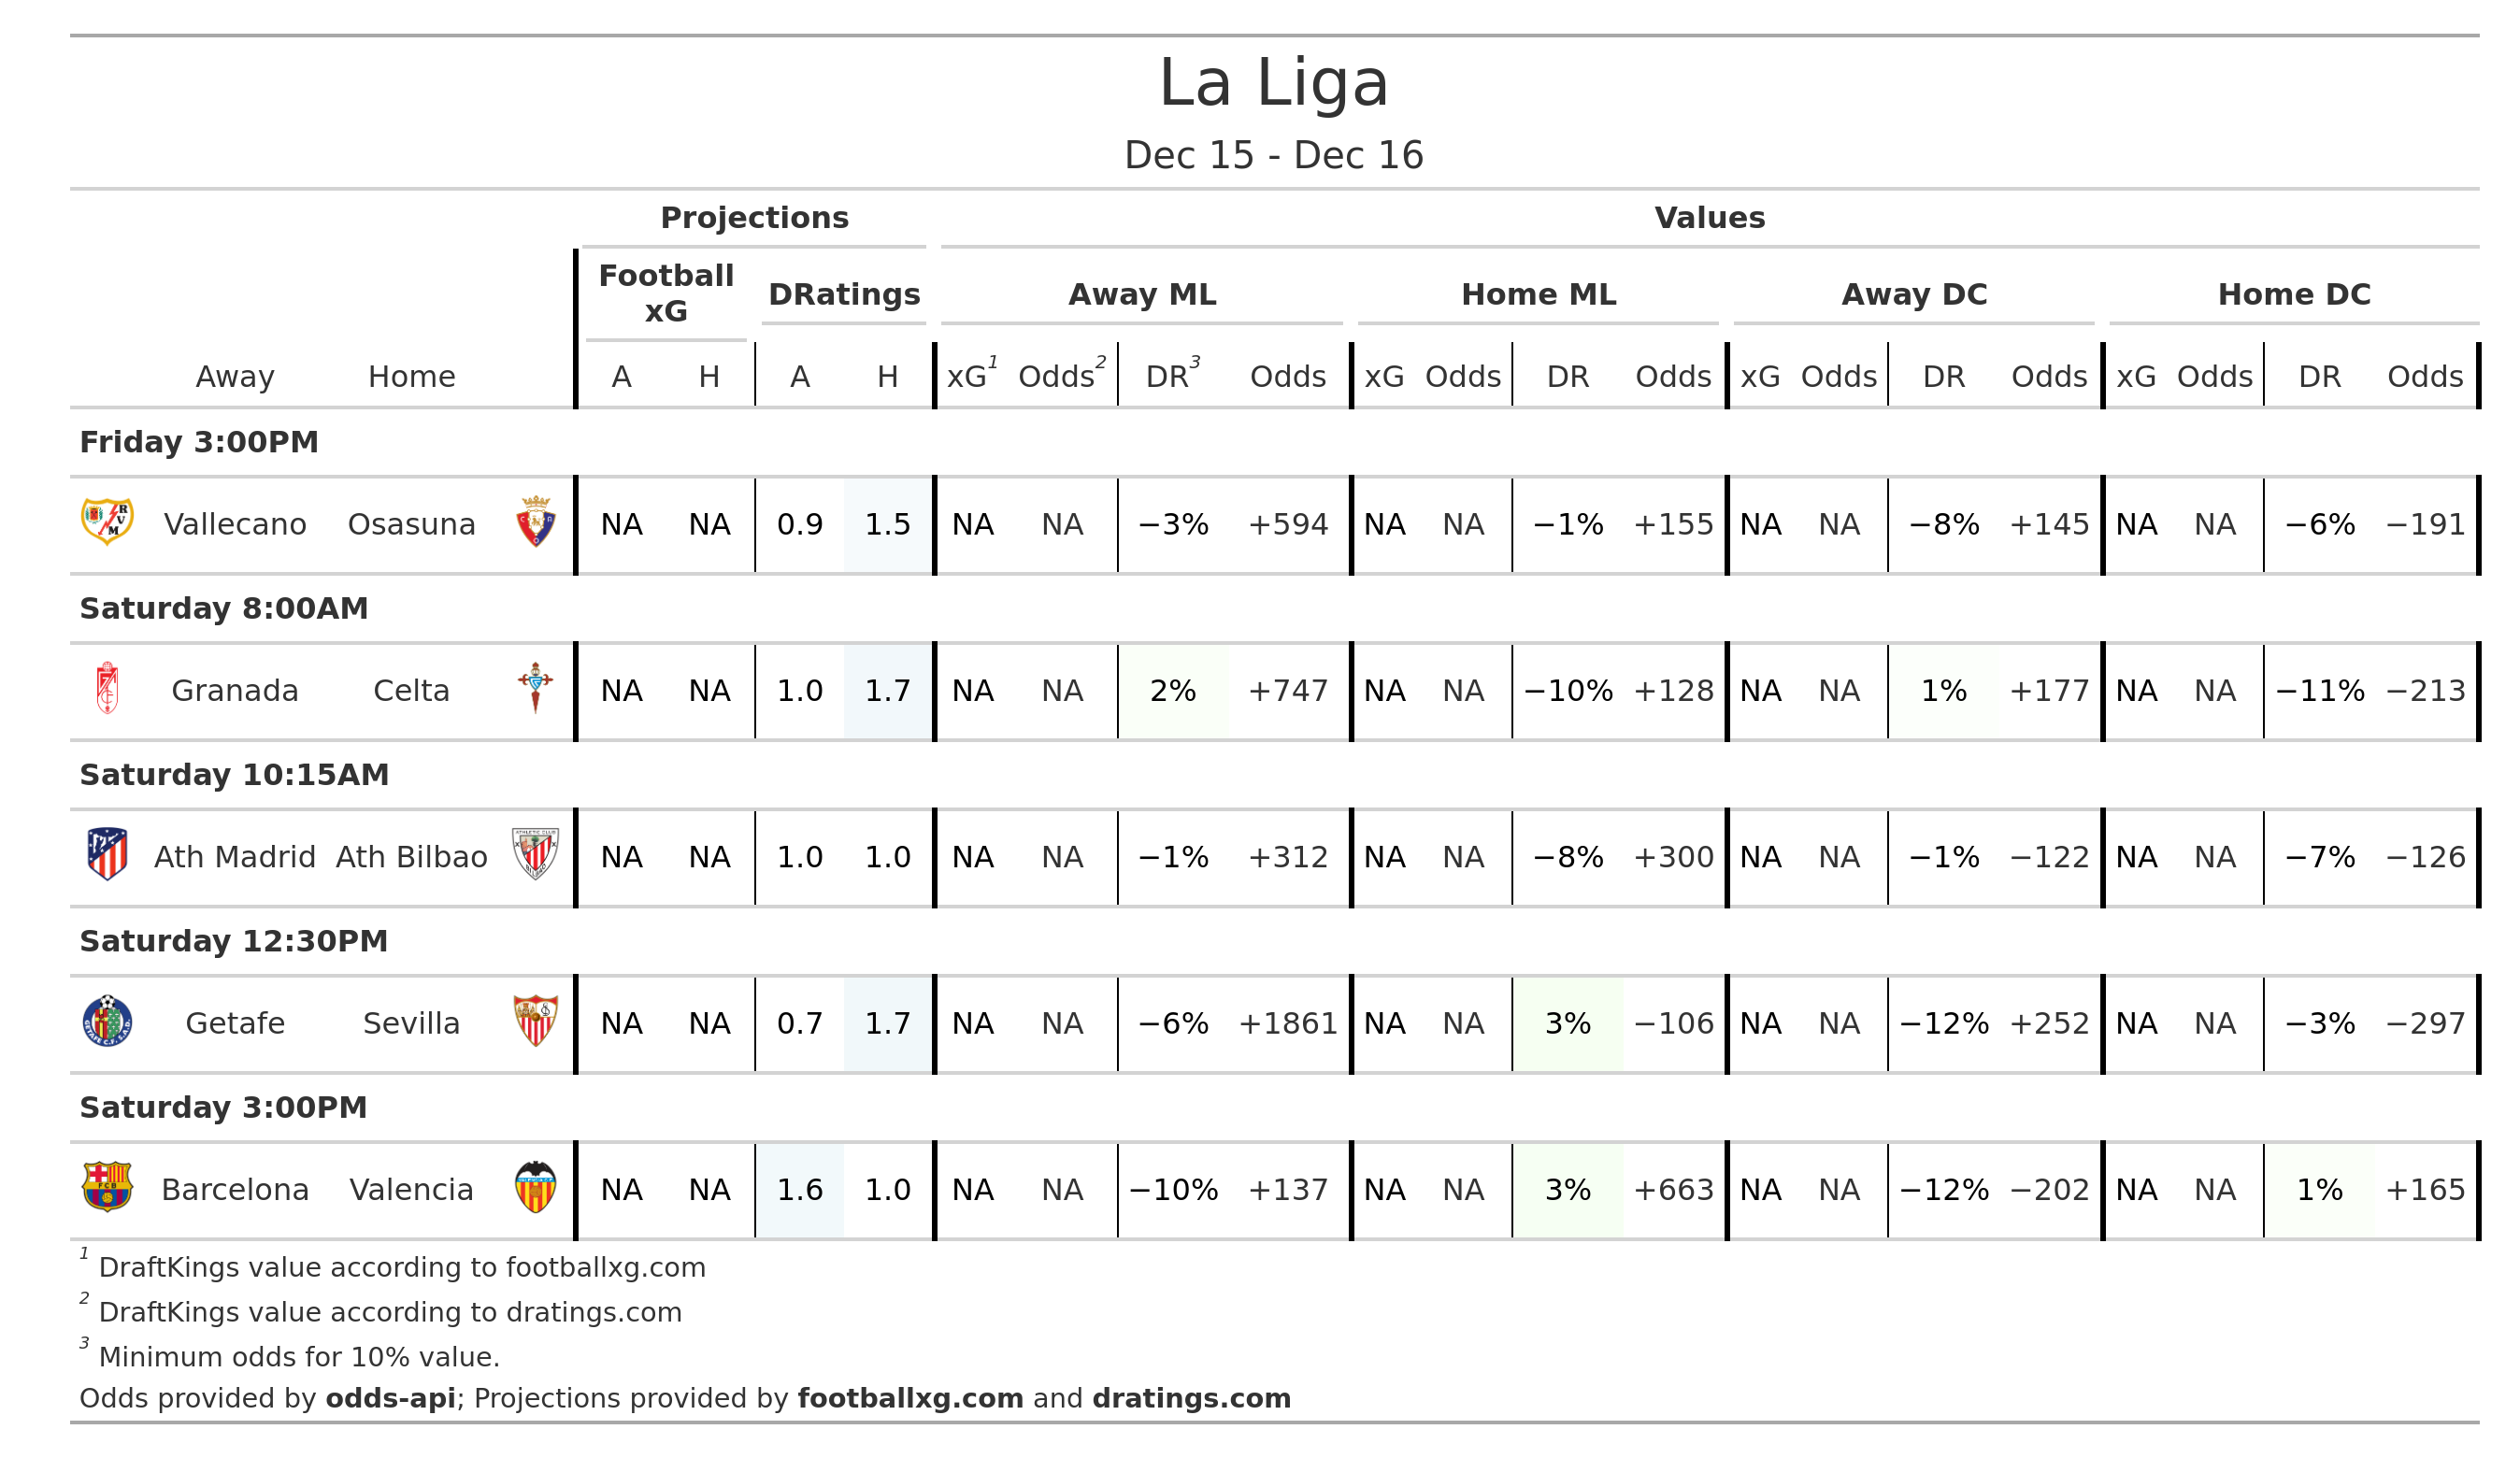 La Liga
Dec 15 - Dec 16
Projections Values
Football xG DRatings Away ML Home ML Away DC Home DC
Away Home A H A H xG1 Odds2 DR3 Odds xG Odds DR Odds xG Odds DR Odds xG Odds DR Odds
Friday 3:00PM
Vallecano Osasuna NA NA 0.9 1.5 NA NA −3% +594 NA NA −1% +155 NA NA −8% +145 NA NA −6% −191
Saturday 8:00AM
Granada Celta NA NA 1.0 1.7 NA NA 2% +747 NA NA −10% +128 NA NA 1% +177 NA NA −11% −213
Saturday 10:15AM
Ath Madrid Ath Bilbao NA NA 1.0 1.0 NA NA −1% +312 NA NA −8% +300 NA NA −1% −122 NA NA −7% −126
Saturday 12:30PM
Getafe Sevilla NA NA 0.7 1.7 NA NA −6% +1861 NA NA 3% −106 NA NA −12% +252 NA NA −3% −297
Saturday 3:00PM
Barcelona Valencia NA NA 1.6 1.0 NA NA −10% +137 NA NA 3% +663 NA NA −12% −202 NA NA 1% +165
1 DraftKings value according to footballxg.com
2 DraftKings value according to dratings.com
3 Minimum odds for 10% value.
Odds provided by odds-api; Projections provided by footballxg.com and dratings.com